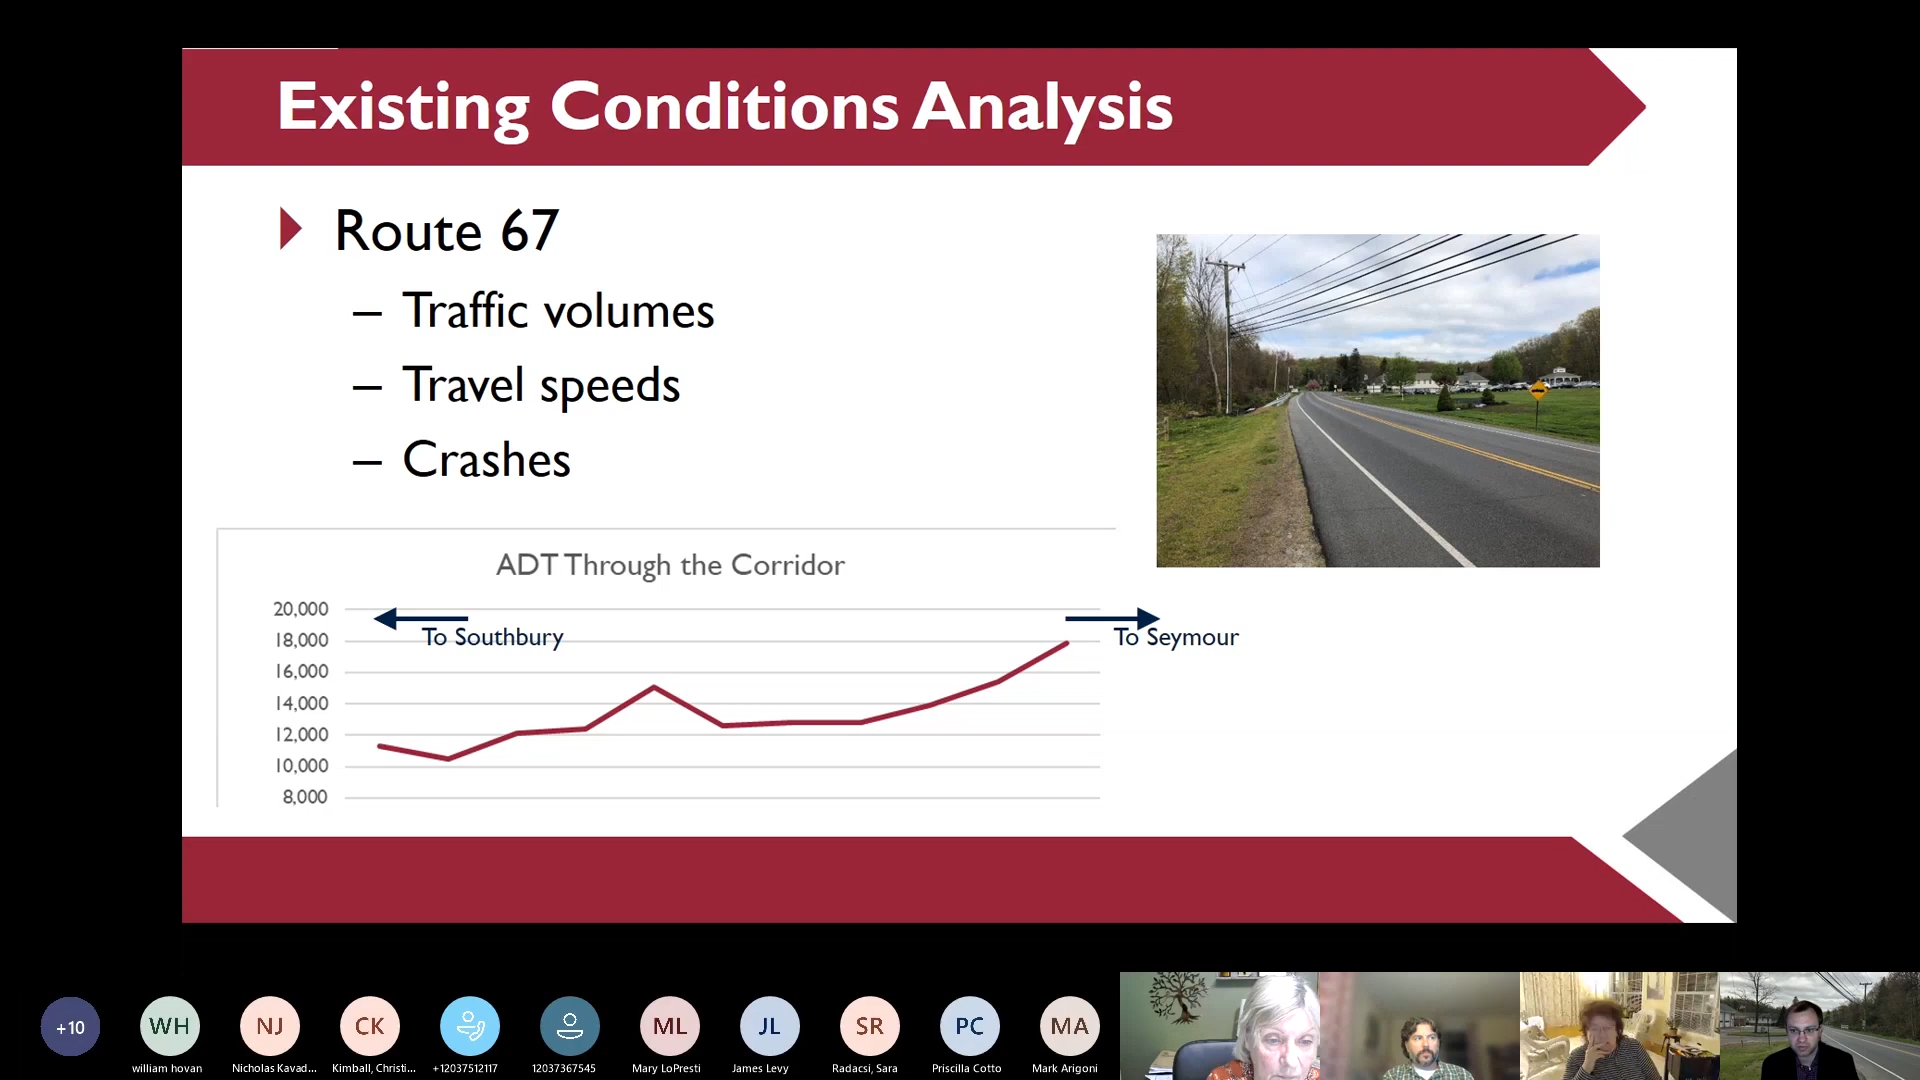 Existing Conditions Analysis
Route 67
– Traffic volumes
– Travel speeds
– Crashes
ADT Through the Corridor
20,000
18,000
16,000
14,000
12,000
10,000
8,000
To Southbury
To Seymour
+10
WH
NJ
CK
ML
JL
SR
PC
MA
william hovan
Nicholas Kavad...
Kimball, Christi...
+12037512117
12037367545
Mary LoPresti
James Levy
Radacsi, Sara
Priscilla Cotto
Mark Arigoni